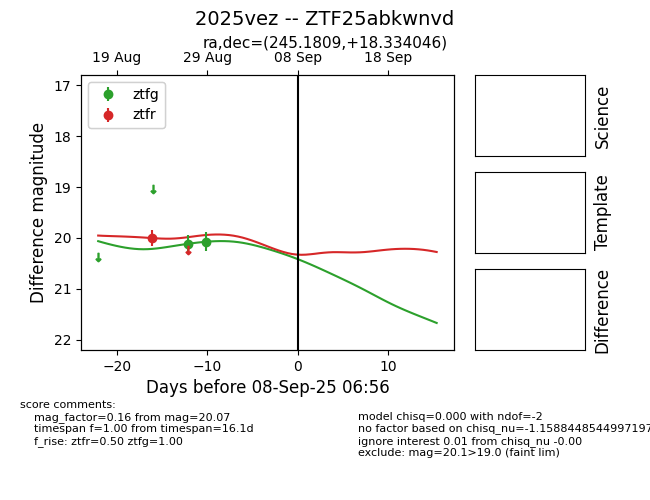 2025vez -- ZTF25abkwnvd
ra,dec=(245.1809,+18.334046)
19 Aug 29 Aug 08 Sep 18 Sep
ztfg
ztfr
17
18
19
20
21
22
Difference magnitude
−20 −10 0 10
Days before 08-Sep-25 06:56
Science
Template
Difference
score comments:
mag_factor=0.16 from mag=20.07
timespan f=1.00 from timespan=16.1d
f_rise: ztfr=0.50 ztfg=1.00
model chisq=0.000 with ndof=-2
no factor based on chisq_nu=-1.1588448544997197
ignore interest 0.01 from chisq_nu -0.00
exclude: mag=20.1>19.0 (faint lim)